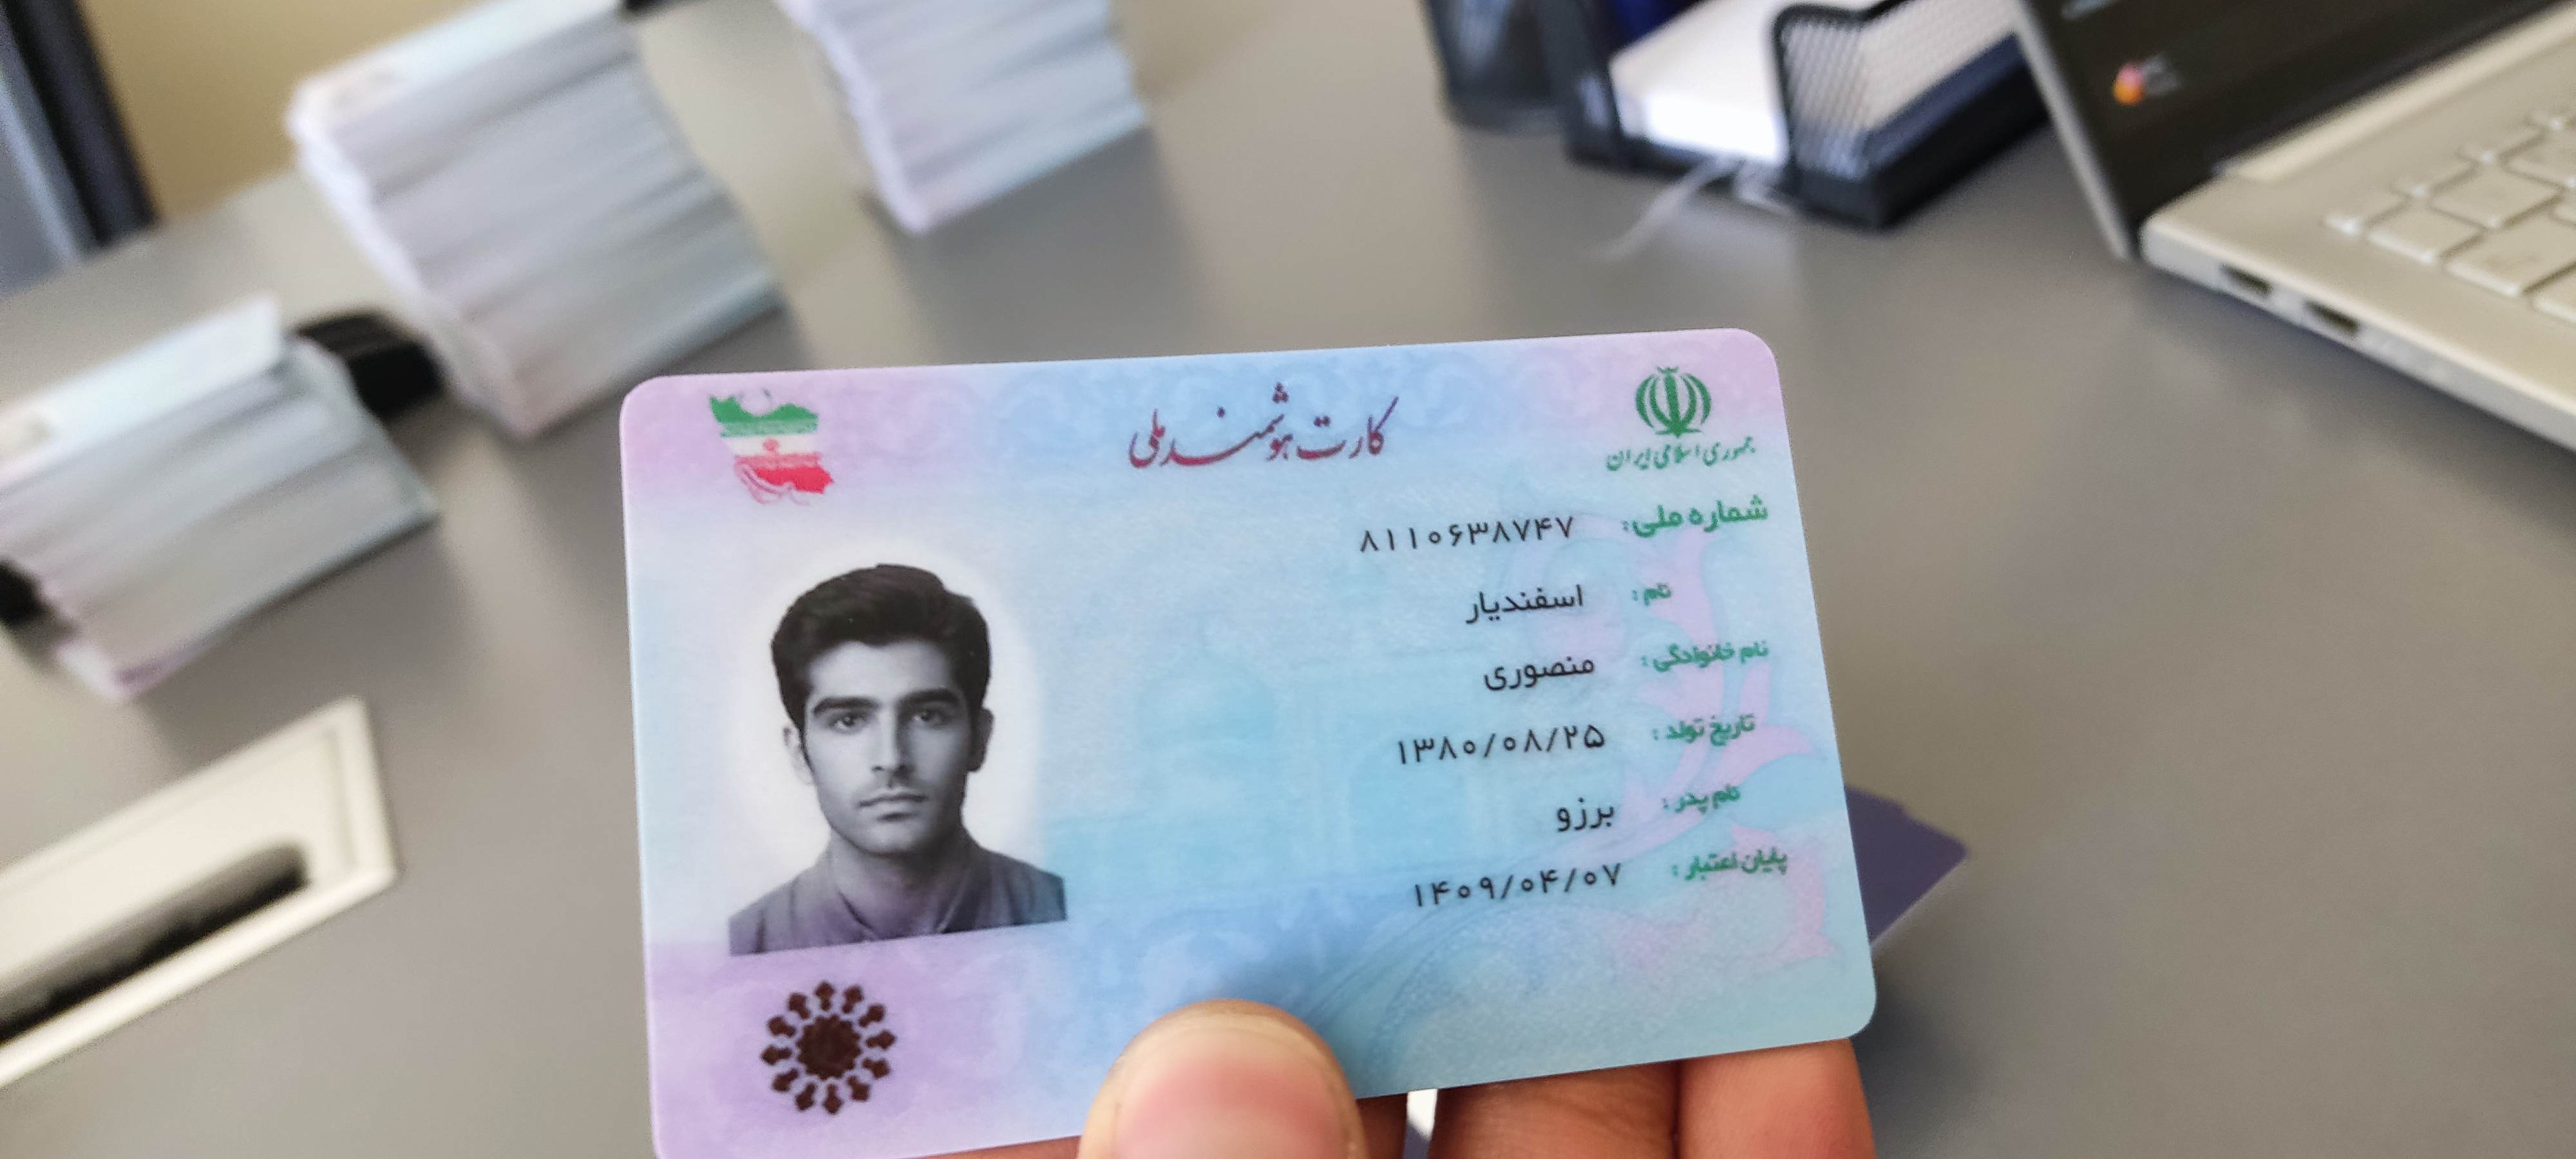 جمهوری اسلامی ایران
کارت هوشمند ملی
شماره ملی: ۸۱۱۰۶۳۸۷۴۷
نام: اسفندیار
نام خانوادگی: منصوری
تاریخ تولد: ۱۳۸۰/۰۸/۲۵
نام پدر: برزو
پایان اعتبار: ۱۴۰۹/۰۴/۰۷